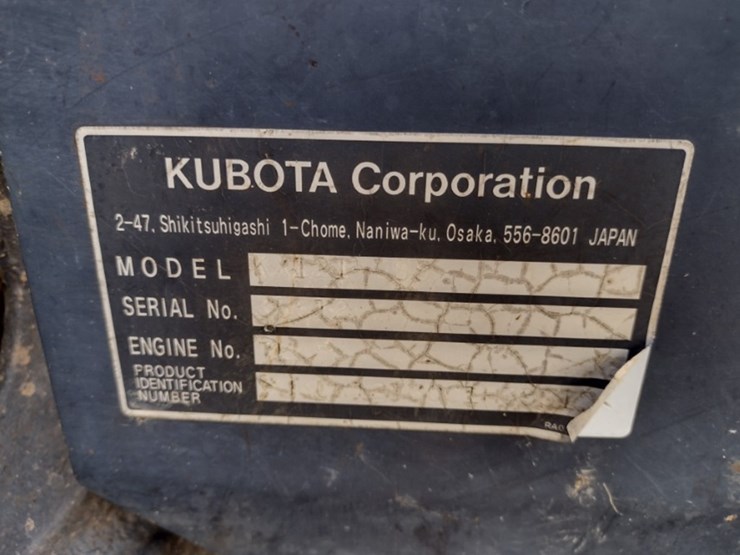 KUBOTA Corporation
2-47, Shikitsuhigashi 1-Chome, Naniwa-ku, Osaka, 556-8601 JAPAN
MODEL
SERIAL No.
ENGINE No.
PRODUCT
IDENTIFICATION
NUMBER